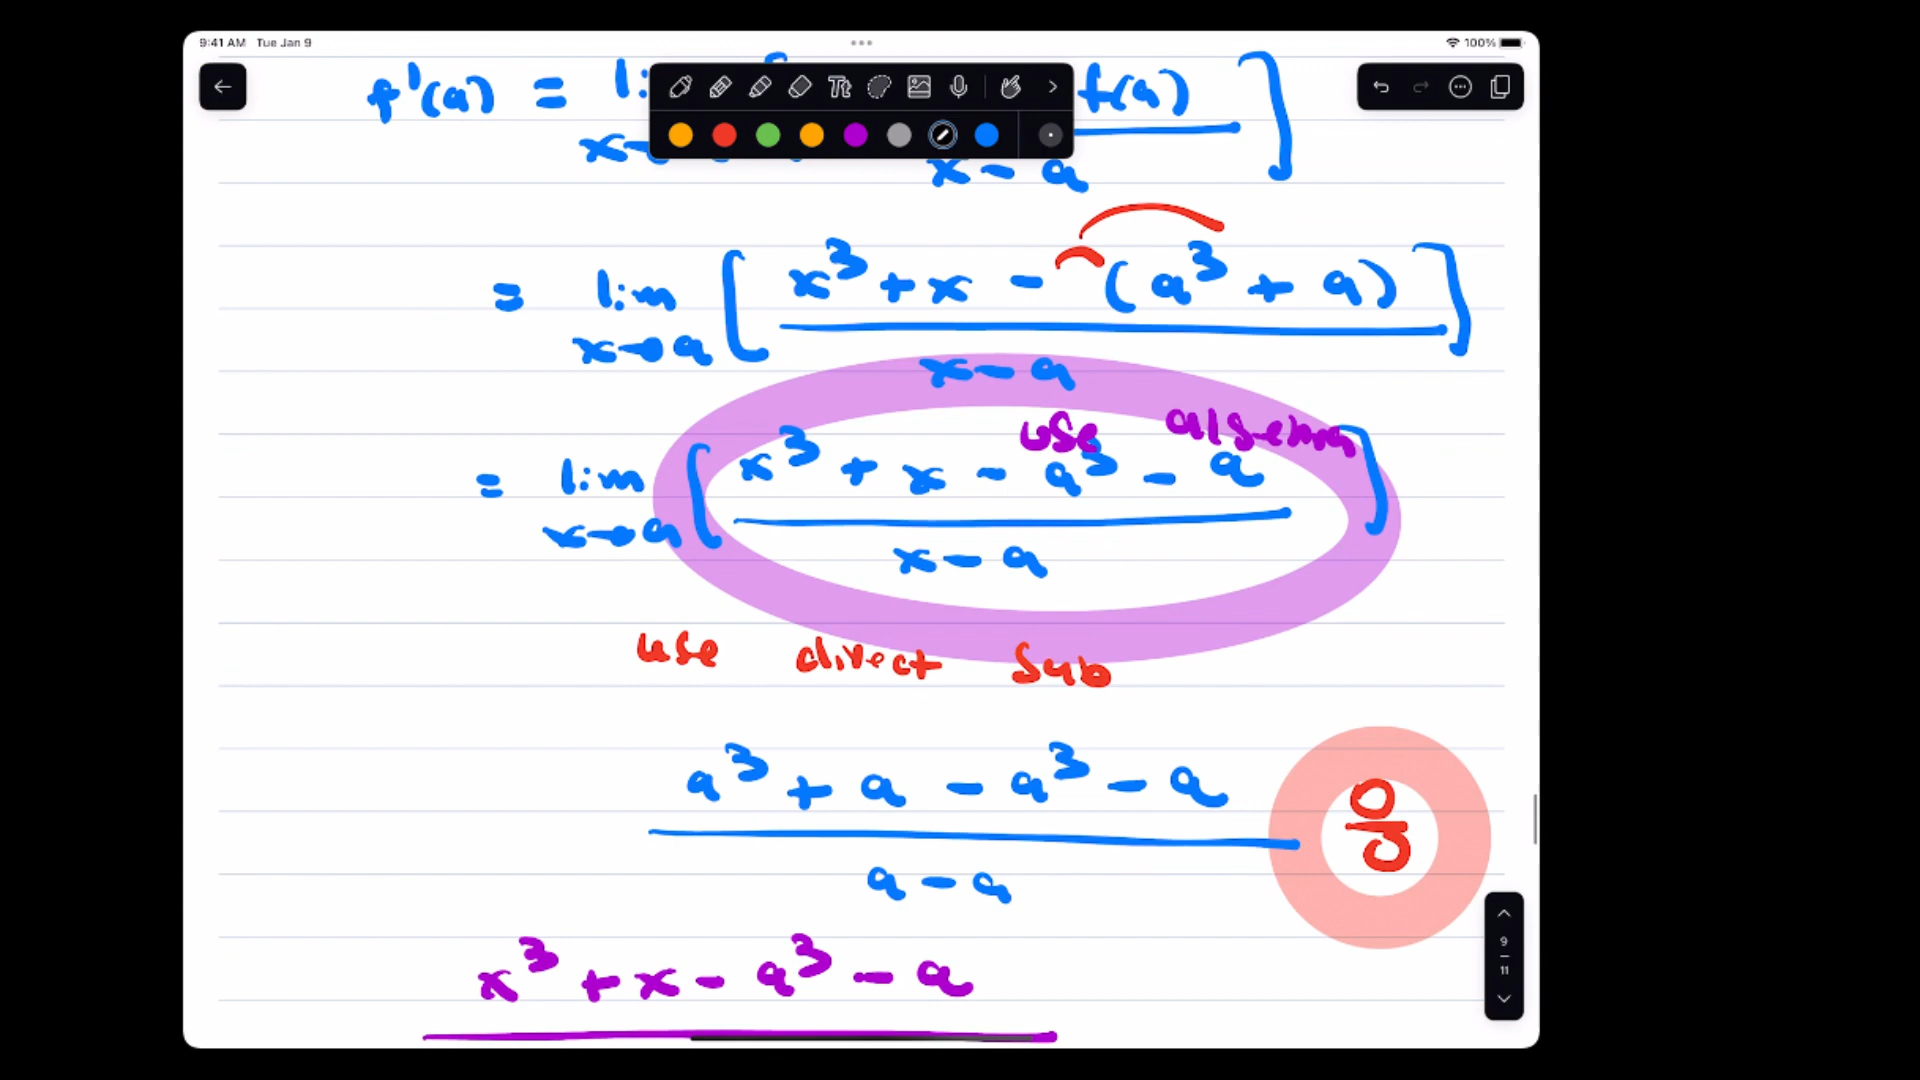 9:41 AM Tue Jan 9
100%
f'(a) = f(a)
x - a
= lim x³ + x - (a³ + a)
x→a x - a
use algebra
= lim x³ + x - a³ - a
x→a x - a
use direct sub
a³ + a - a³ - a
a - a
0/0
x³ + x - a³ - a
9
11